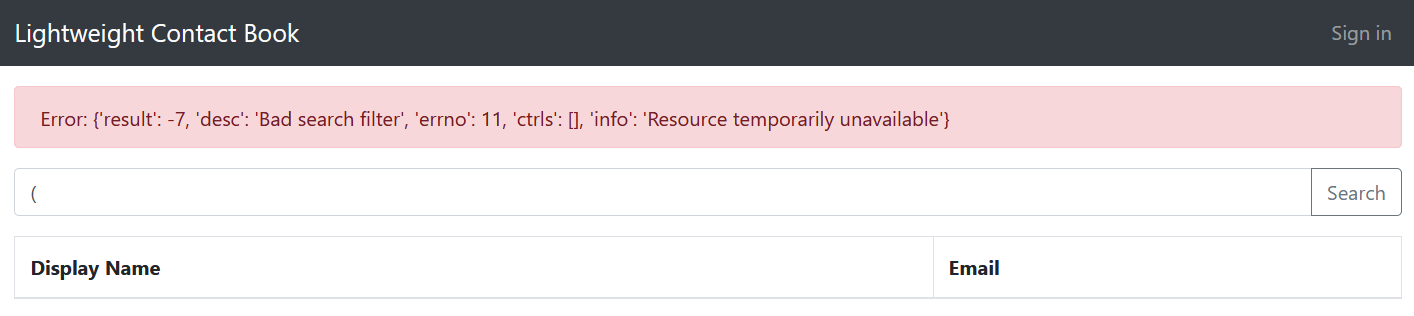 Lightweight Contact Book
Sign in
Error: {'result': -7, 'desc': 'Bad search filter', 'errno': 11, 'ctrls': [], 'info': 'Resource temporarily unavailable'}
(
Search
Display Name
Email